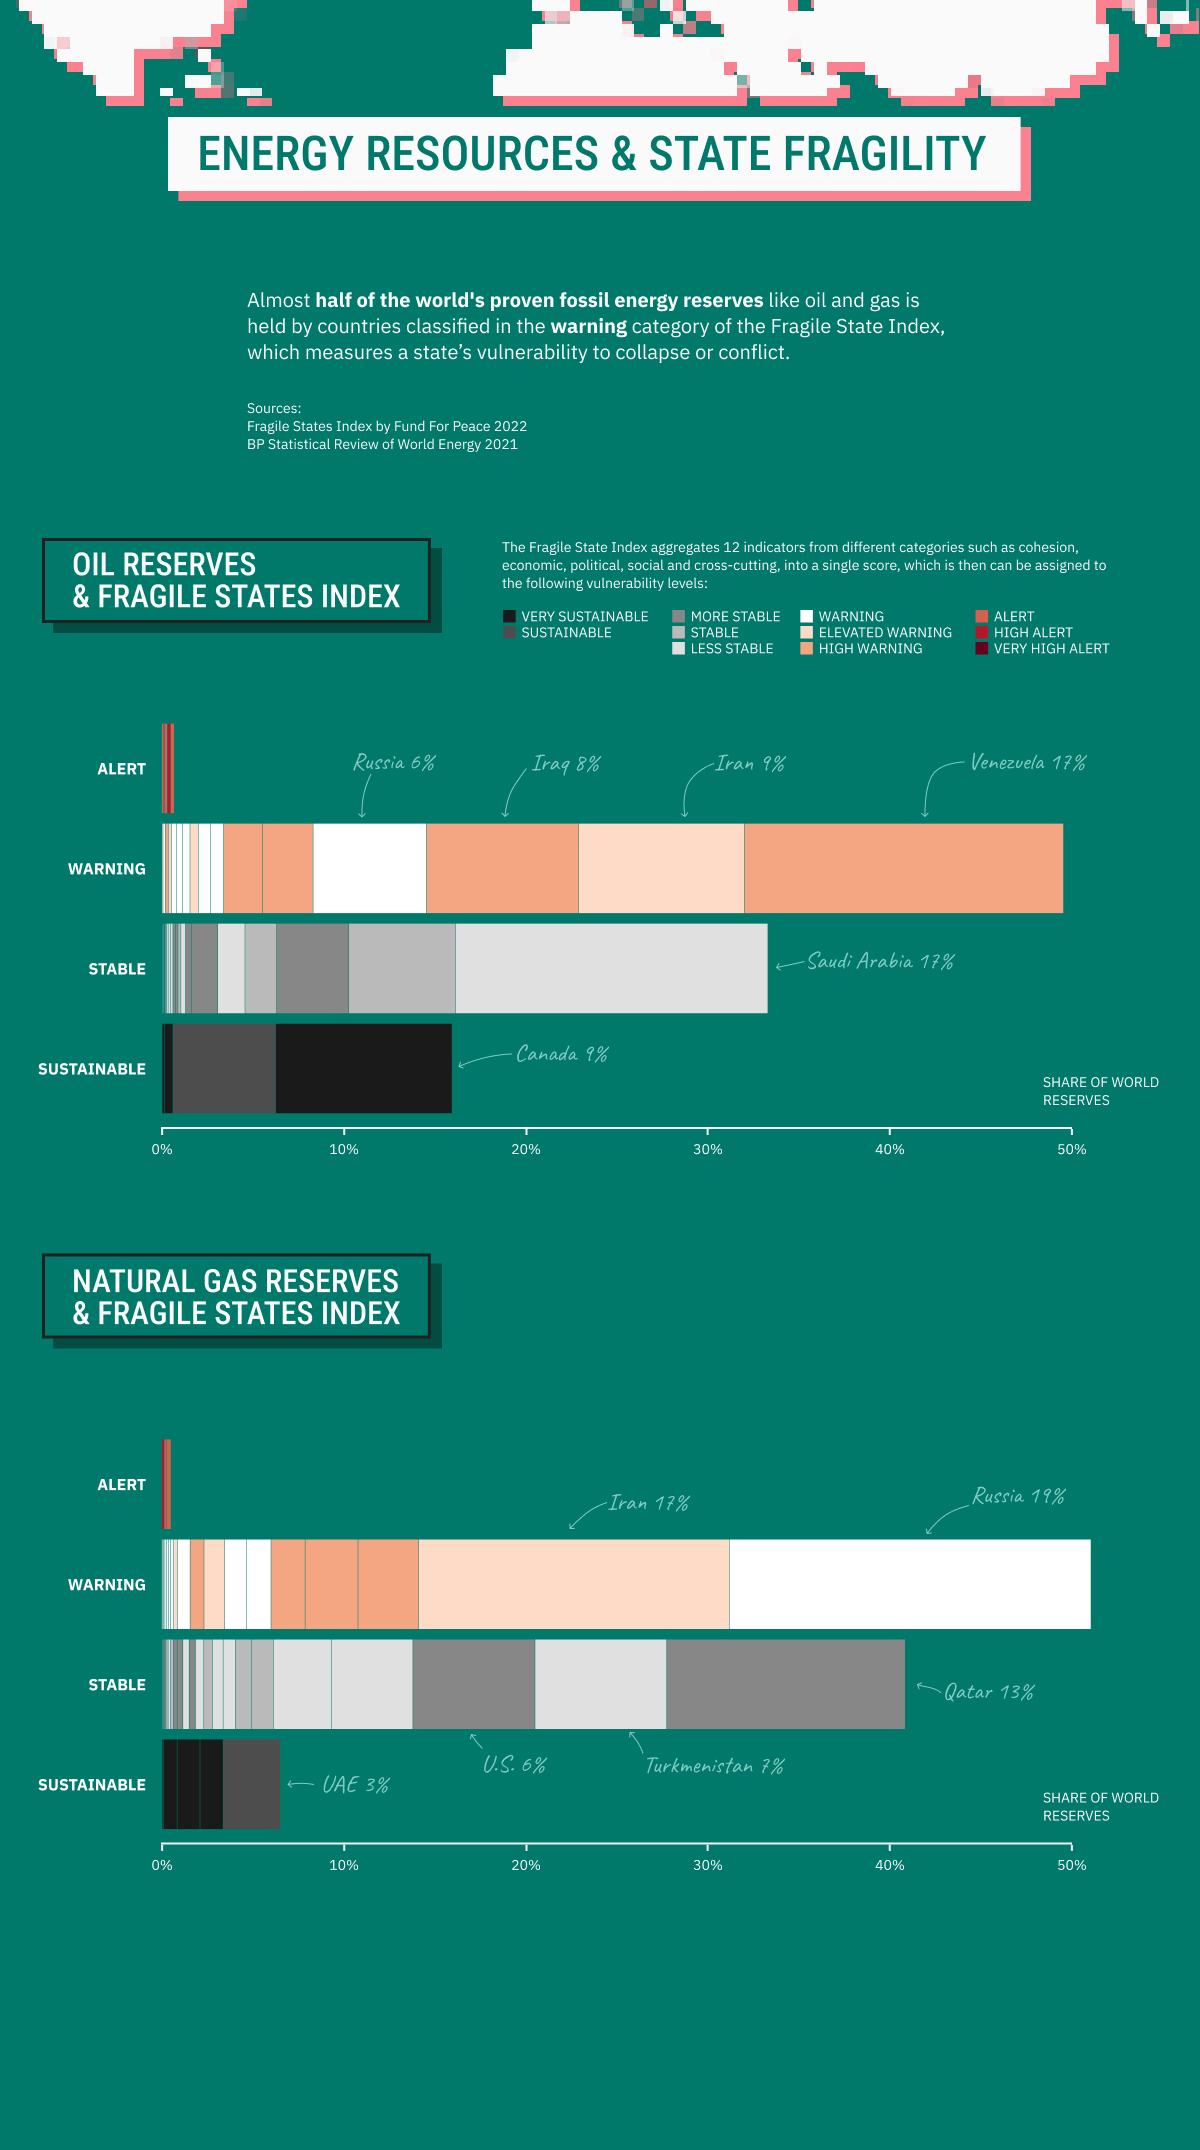 ENERGY RESOURCES & STATE FRAGILITY
Almost half of the world's proven fossil energy reserves like oil and gas is
held by countries classified in the warning category of the Fragile State Index,
which measures a state’s vulnerability to collapse or conflict.
Sources:
Fragile States Index by Fund For Peace 2022
BP Statistical Review of World Energy 2021
OIL RESERVES
& FRAGILE STATES INDEX
The Fragile State Index aggregates 12 indicators from different categories such as cohesion,
economic, political, social and cross-cutting, into a single score, which is then can be assigned to
the following vulnerability levels:
VERY SUSTAINABLE
SUSTAINABLE
MORE STABLE
STABLE
LESS STABLE
WARNING
ELEVATED WARNING
HIGH WARNING
ALERT
HIGH ALERT
VERY HIGH ALERT
ALERT
Russia 6%
Iraq 8%
Iran 9%
Venezuela 17%
WARNING
STABLE
Saudi Arabia 17%
SUSTAINABLE
Canada 9%
SHARE OF WORLD
RESERVES
0%
10%
20%
30%
40%
50%
NATURAL GAS RESERVES
& FRAGILE STATES INDEX
ALERT
Iran 17%
Russia 19%
WARNING
STABLE
Qatar 13%
U.S. 6%
Turkmenistan 7%
SUSTAINABLE
UAE 3%
SHARE OF WORLD
RESERVES
0%
10%
20%
30%
40%
50%